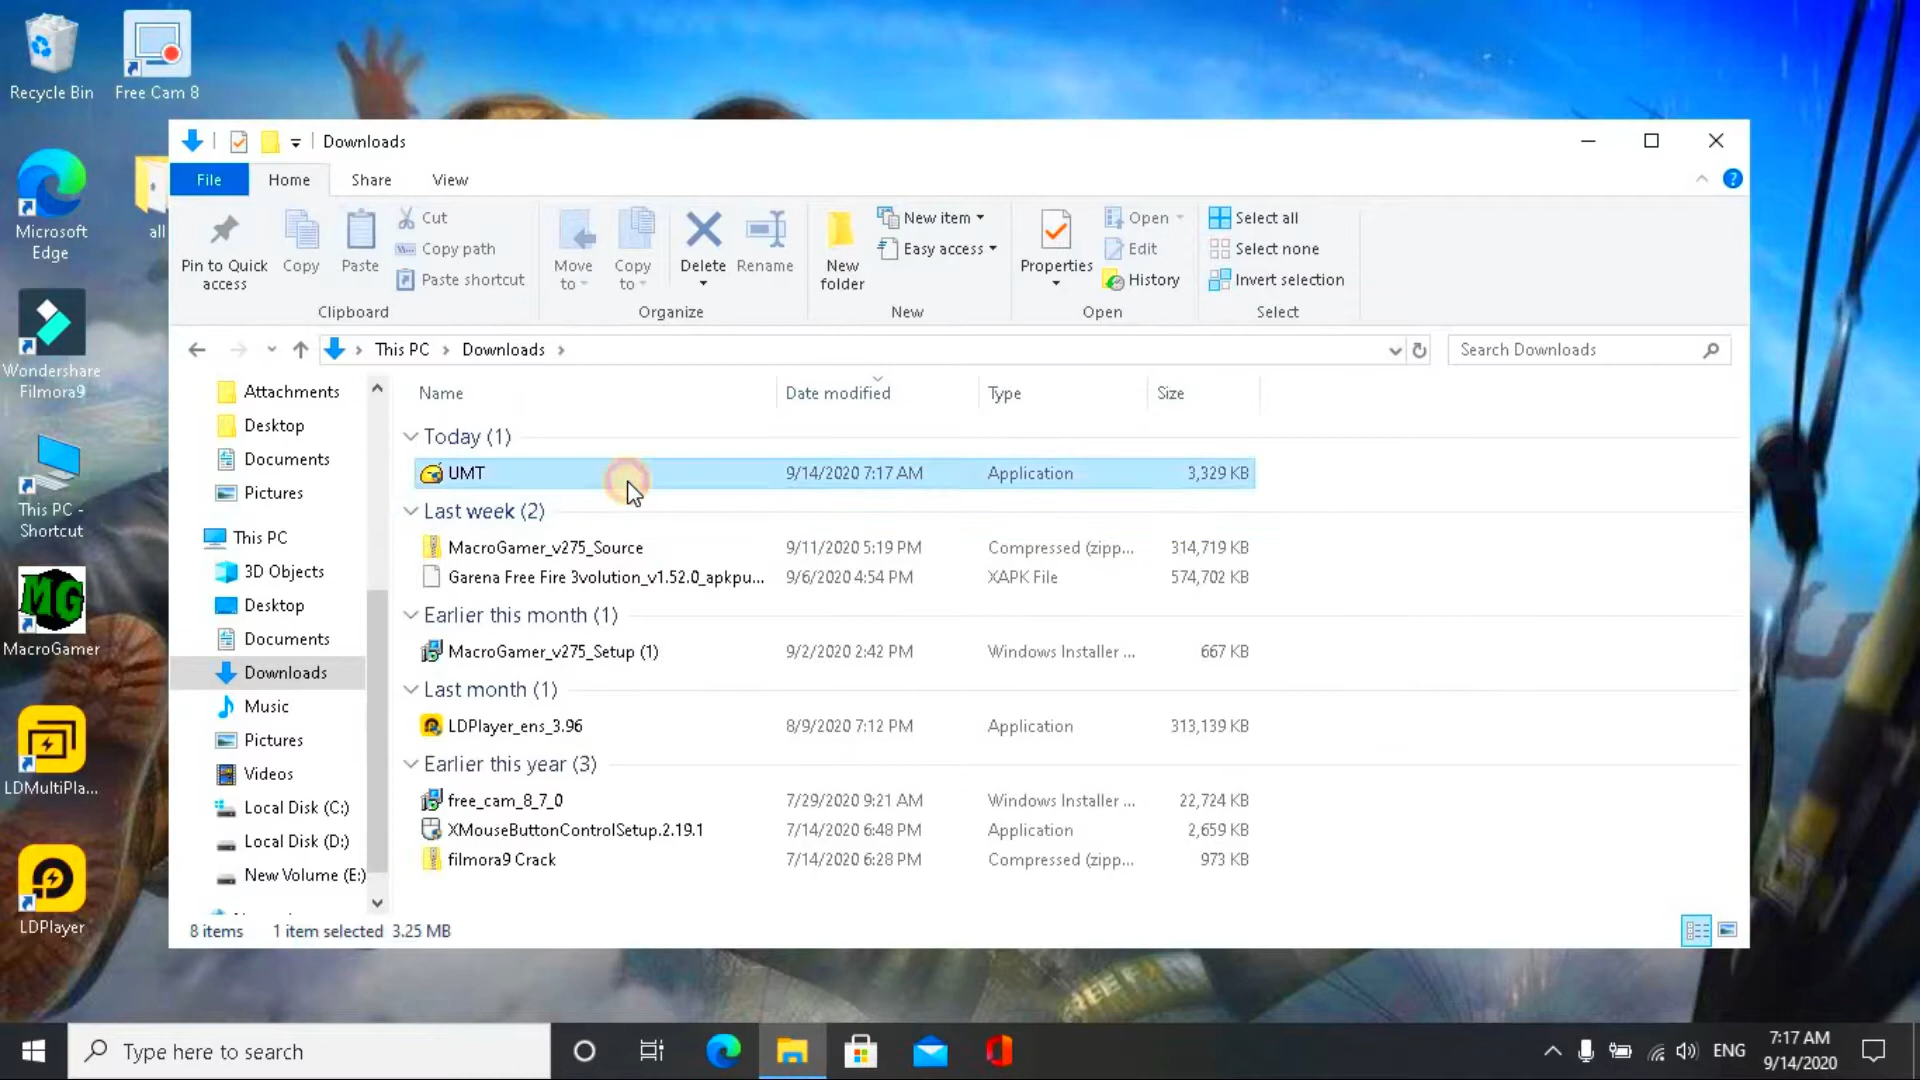 Recycle Bin
Free Cam 8
Microsoft Edge
all
Wondershare Filmora9
This PC - Shortcut
MG
MacroGamer
LDMultiPla...
LDPlayer
Downloads
File
Home
Share
View
Pin to Quick access
Copy
Paste
Cut
Copy path
Paste shortcut
Clipboard
Move to
Copy to
Delete
Rename
Organize
New folder
New item
Easy access
New
Properties
Open
Edit
History
Open
Select all
Select none
Invert selection
Select
This PC > Downloads >
Search Downloads
Attachments
Desktop
Documents
Pictures
This PC
3D Objects
Desktop
Documents
Downloads
Music
Pictures
Videos
Local Disk (C:)
Local Disk (D:)
New Volume (E:)
Name Date modified Type Size
Today (1)
UMT 9/14/2020 7:17 AM Application 3,329 KB
Last week (2)
MacroGamer_v275_Source 9/11/2020 5:19 PM Compressed (zipp... 314,719 KB
Garena Free Fire 3volution_v1.52.0_apkpu... 9/6/2020 4:54 PM XAPK File 574,702 KB
Earlier this month (1)
MacroGamer_v275_Setup (1) 9/2/2020 2:42 PM Windows Installer ... 667 KB
Last month (1)
LDPlayer_ens_3.96 8/9/2020 7:12 PM Application 313,139 KB
Earlier this year (3)
free_cam_8_7_0 7/29/2020 9:21 AM Windows Installer ... 22,724 KB
XMouseButtonControlSetup.2.19.1 7/14/2020 6:48 PM Application 2,659 KB
filmora9 Crack 7/14/2020 6:28 PM Compressed (zipp... 973 KB
8 items 1 item selected 3.25 MB
Type here to search
ENG
7:17 AM
9/14/2020